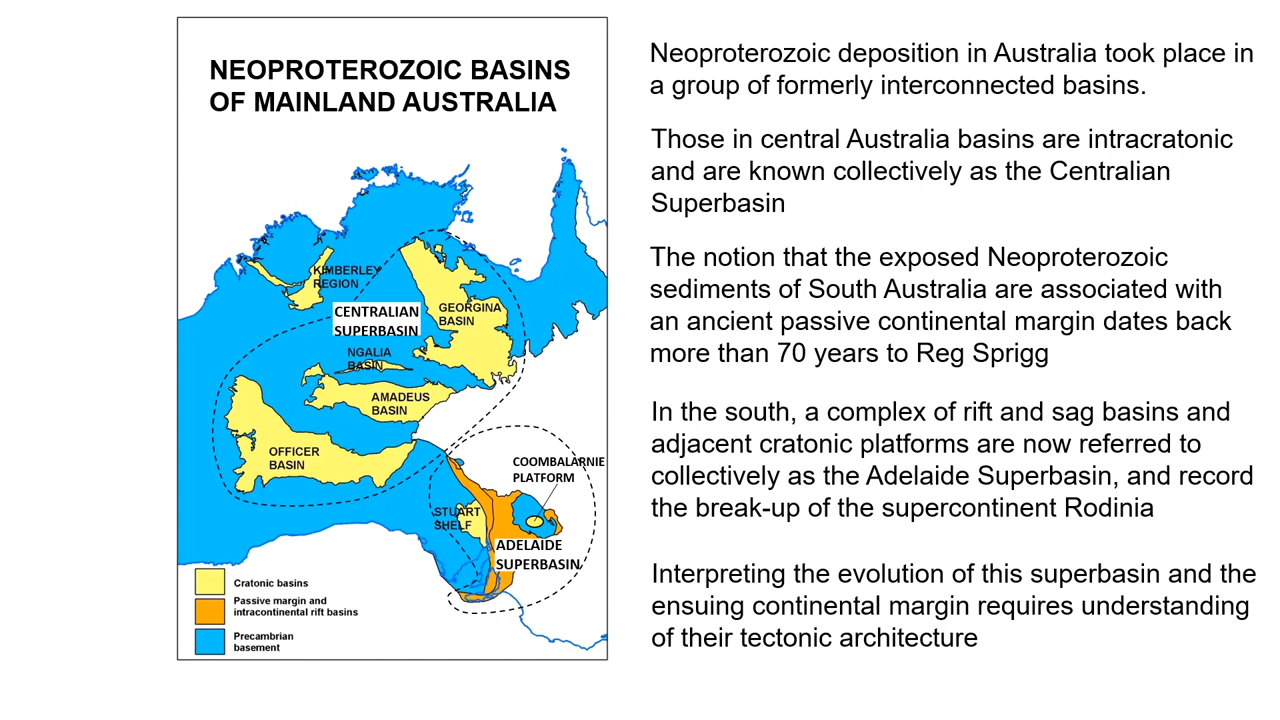 NEOPROTEROZOIC BASINS
OF MAINLAND AUSTRALIA
KIMBERLEY
REGION
CENTRALIAN
SUPERBASIN
GEORGINA
BASIN
NGALIA
BASIN
AMADEUS
BASIN
OFFICER
BASIN
COOMBALARNIE
PLATFORM
STUART
SHELF
ADELAIDE
SUPERBASIN
Cratonic basins
Passive margin and
intracontinental rift basins
Precambrian
basement
Neoproterozoic deposition in Australia took place in
a group of formerly interconnected basins.
Those in central Australia basins are intracratonic
and are known collectively as the Centralian
Superbasin
The notion that the exposed Neoproterozoic
sediments of South Australia are associated with
an ancient passive continental margin dates back
more than 70 years to Reg Sprigg
In the south, a complex of rift and sag basins and
adjacent cratonic platforms are now referred to
collectively as the Adelaide Superbasin, and record
the break-up of the supercontinent Rodinia
Interpreting the evolution of this superbasin and the
ensuing continental margin requires understanding
of their tectonic architecture